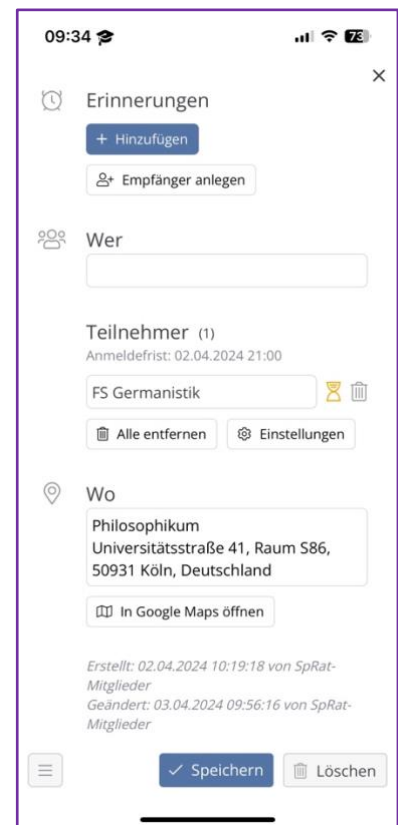 09:34
73
Erinnerungen
+ Hinzufügen
Empfänger anlegen
Wer
Teilnehmer (1)
Anmeldefrist: 02.04.2024 21:00
FS Germanistik
Alle entfernen
Einstellungen
Wo
Philosophikum
Universitätsstraße 41, Raum S86,
50931 Köln, Deutschland
In Google Maps öffnen
Erstellt: 02.04.2024 10:19:18 von SpRat-
Mitglieder
Geändert: 03.04.2024 09:56:16 von SpRat-
Mitglieder
Speichern
Löschen